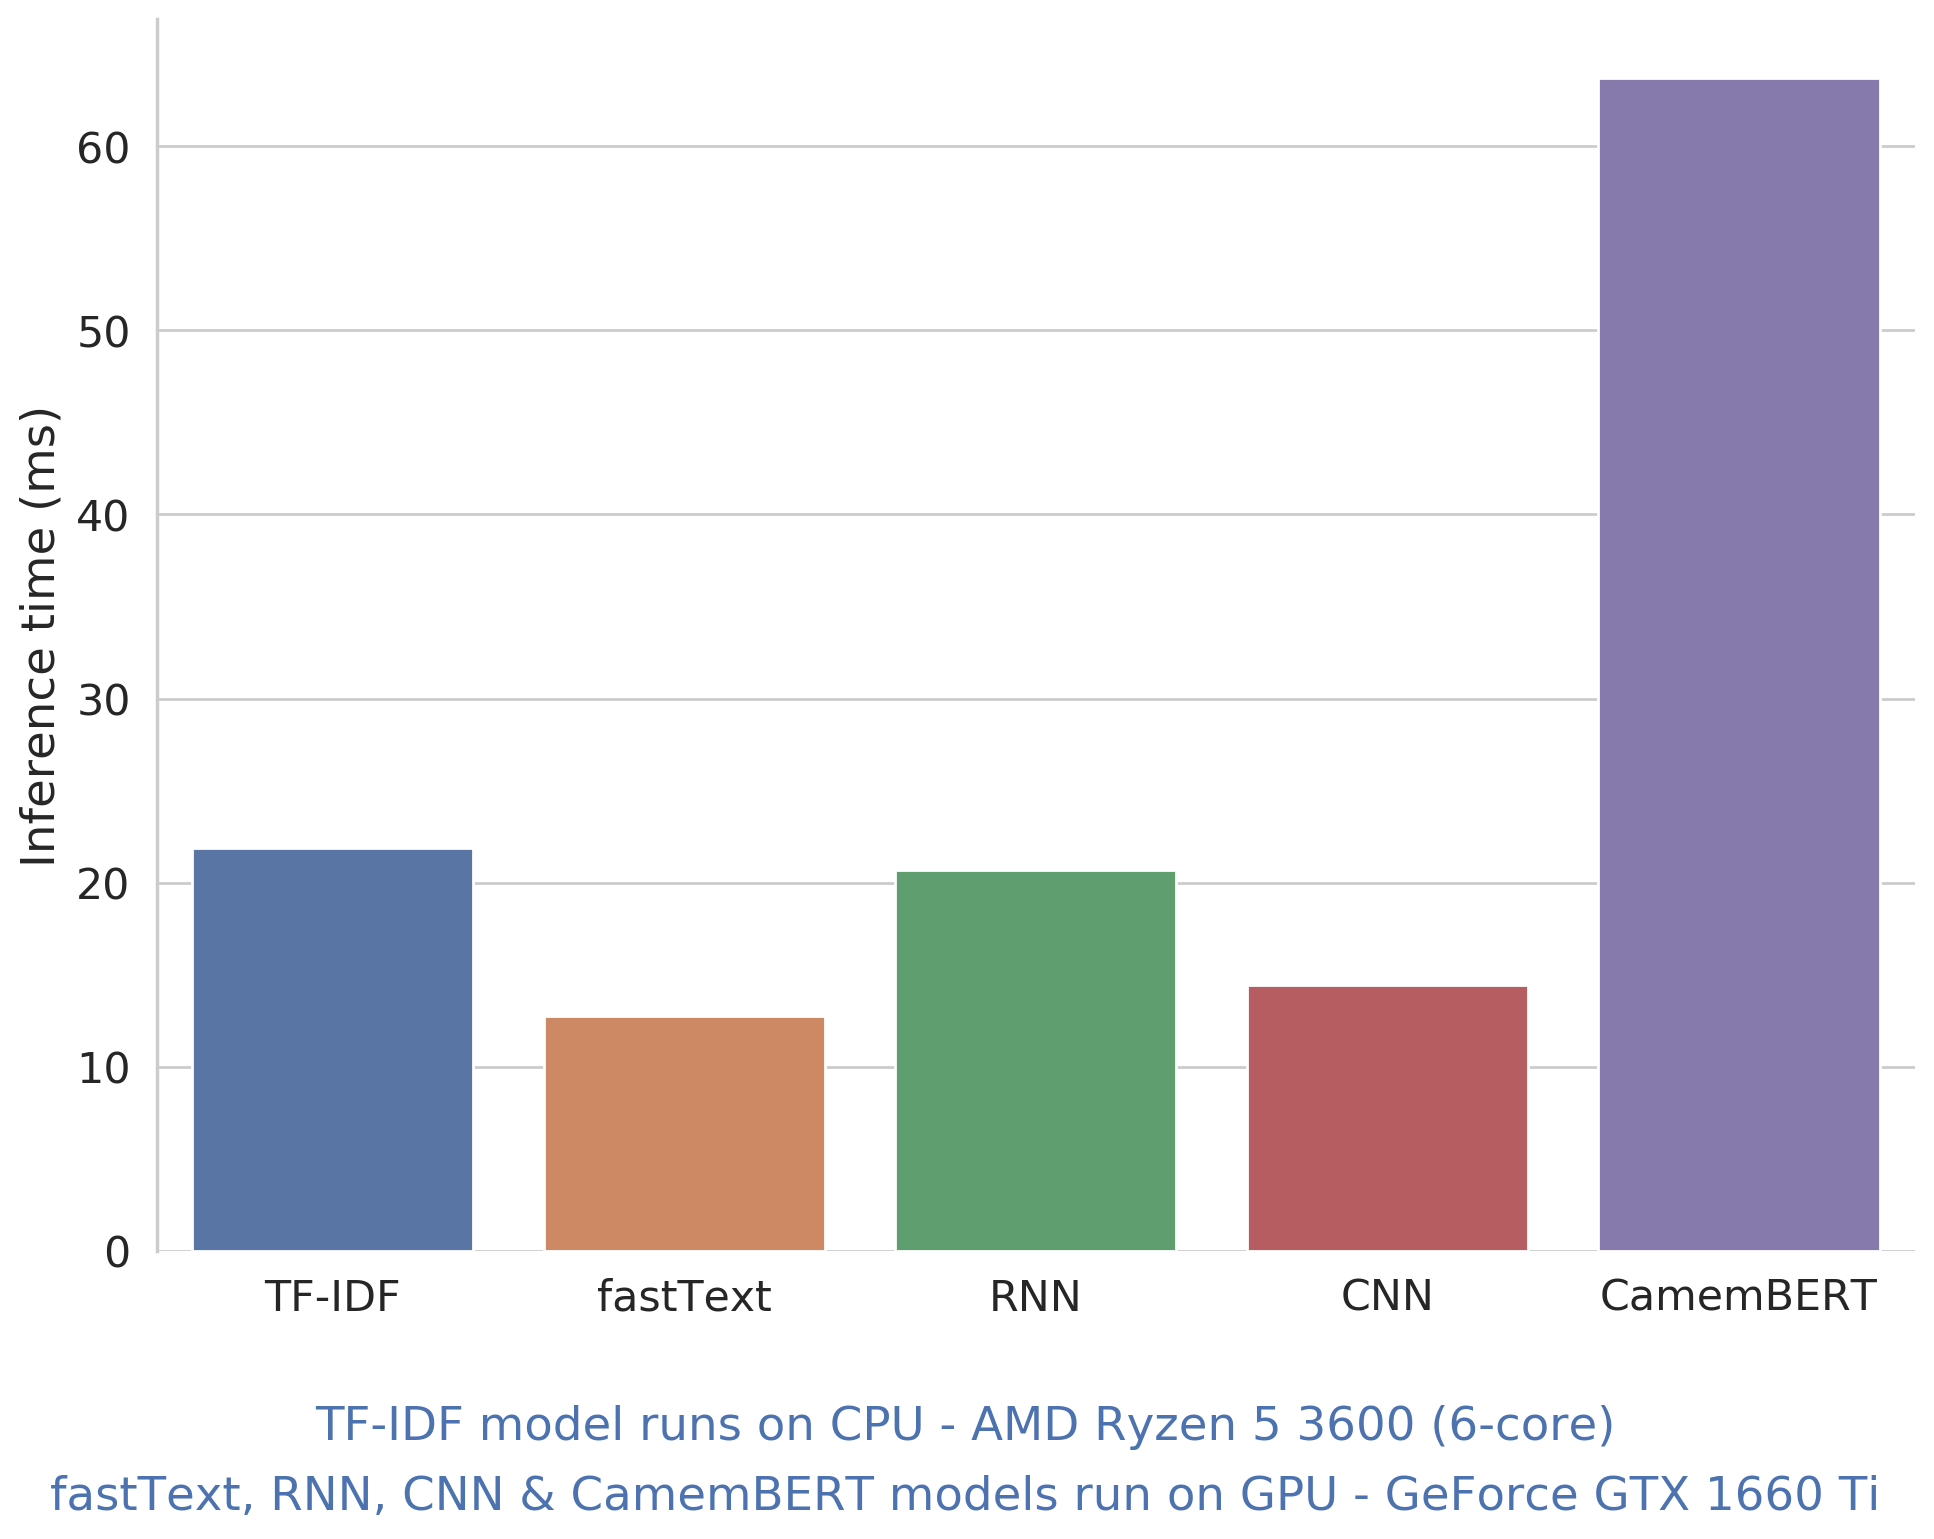 60
50
40
30
20
10
0
Inference time (ms)
TF-IDF fastText RNN CNN CamemBERT
TF-IDF model runs on CPU - AMD Ryzen 5 3600 (6-core)
fastText, RNN, CNN & CamemBERT models run on GPU - GeForce GTX 1660 Ti